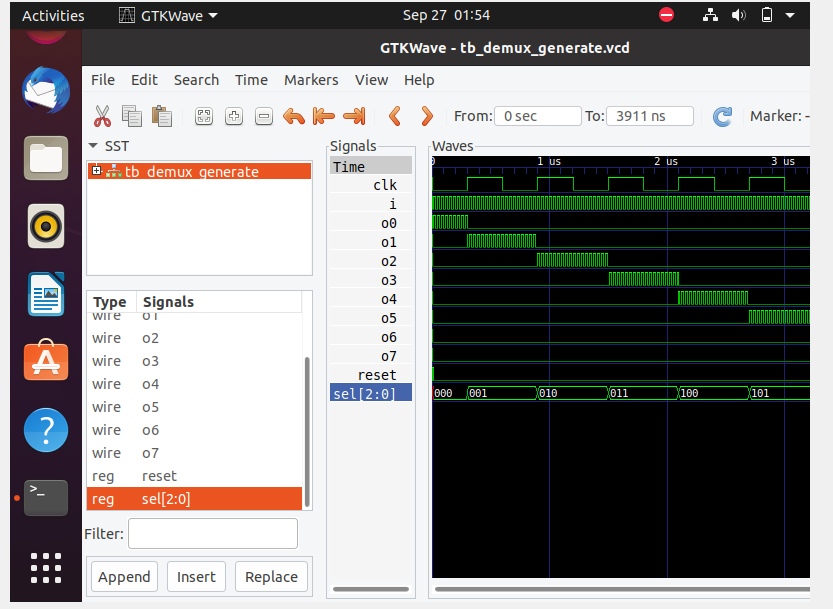 Activities GTKWave Sep 27 01:54
GTKWave - tb_demux_generate.vcd
File Edit Search Time Markers View Help
From: 0 sec To: 3911 ns Marker: -
SST
tb_demux_generate
Type Signals
wire o1
wire o2
wire o3
wire o4
wire o5
wire o6
wire o7
reg reset
reg sel[2:0]
Filter:
Append Insert Replace
Signals
Time
clk
i
o0
o1
o2
o3
o4
o5
o6
o7
reset
sel[2:0]
Waves
0 1 us 2 us 3 us
000 001 010 011 100 101